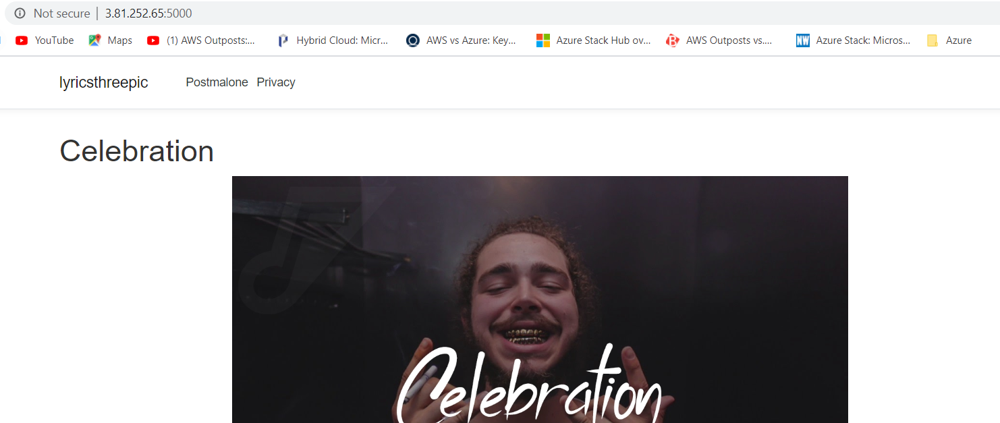 Not secure | 3.81.252.65:5000
YouTube Maps (1) AWS Outposts:... Hybrid Cloud: Micr... AWS vs Azure: Key... Azure Stack Hub ov... AWS Outposts vs.... NW Azure Stack: Micros... Azure
lyricsthreepic Postmalone Privacy
Celebration
Celebration